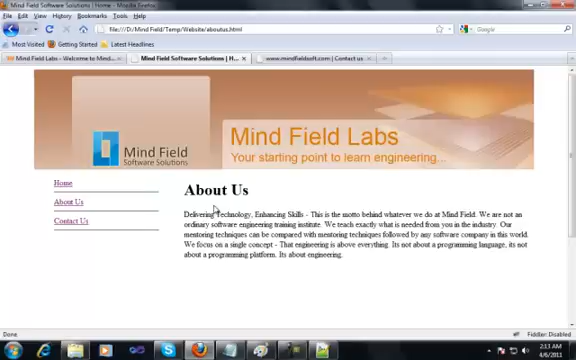 Mind Field Software Solutions | Home - Mozilla Firefox
File Edit View History Bookmarks Tools Help
file:///D:/Mind Field/Temp/Website/aboutus.html
Google
Most Visited Getting Started Latest Headlines
Mind Field Labs - Welcome to Mind...
Mind Field Software Solutions | H...
www.mindfieldsoft.com | Contact us
Mind Field
Software Solutions
Mind Field Labs
Your starting point to learn engineering...
Home
About Us
Contact Us
About Us
Delivering Technology, Enhancing Skills - This is the motto behind whatever we do at Mind Field. We are not an
ordinary software engineering training institute. We teach exactly what is needed from you in the industry. Our
mentoring techniques can be compared with mentoring techniques followed by any software company in this world.
We focus on a single concept - That engineering is above everything. Its not about a programming language, its not
about a programming platform. Its about engineering.
Done
Fiddler: Disabled
2:13 AM
4/6/2011